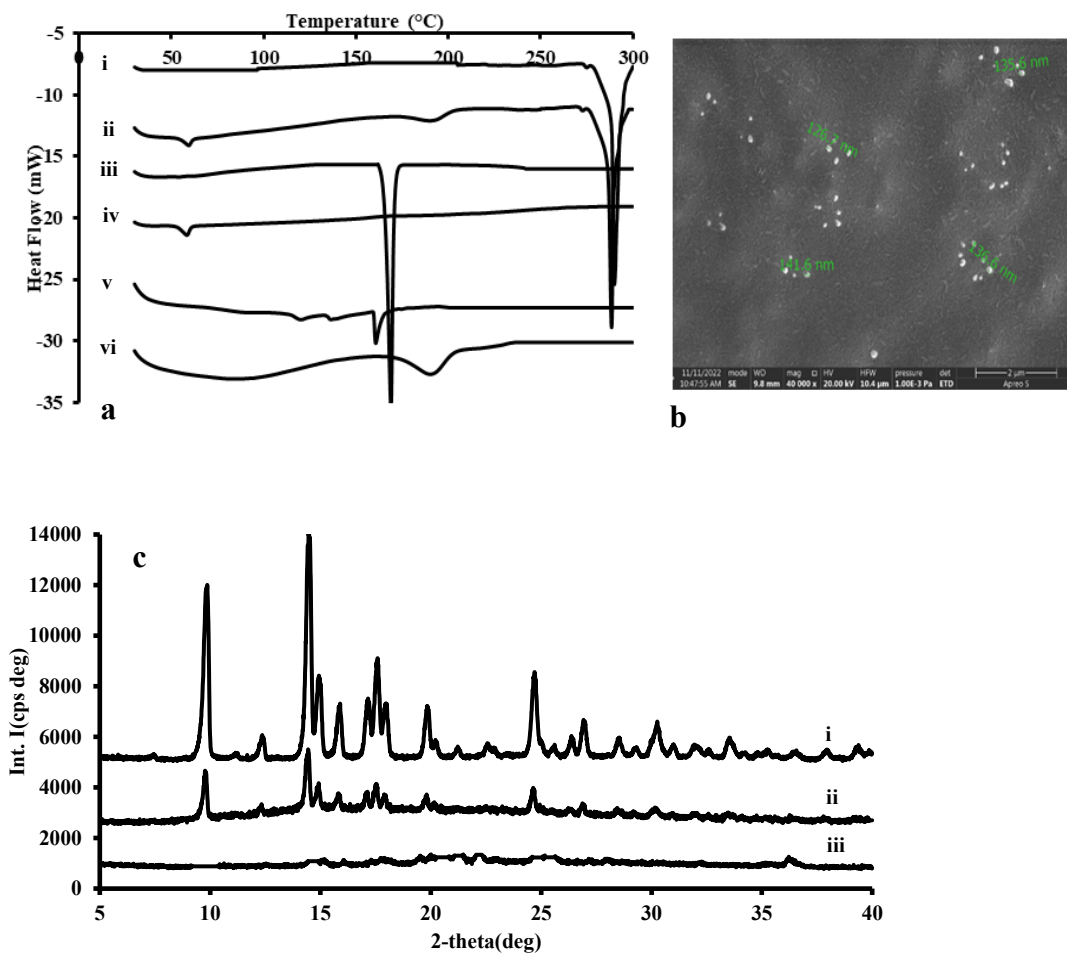 Temperature (°C)
50 100 150 200 250 300
0
-5
-10
-15
-20
-25
-30
-35
Heat Flow (mW)
i
ii
iii
iv
v
vi
a
135.6 nm
141.6 nm
136.6 nm
11/11/2022 mode WD mag □ HV HFW pressure det 2 µm
10:47:55 AM SE 9.8 mm 40 000 x 20.00 kV 10.4 µm 1.00E-3 Pa ETD Apreo S
b
c
14000
12000
10000
8000
6000
4000
2000
0
Int. I(cps deg)
i
ii
iii
5 10 15 20 25 30 35 40
2-theta(deg)